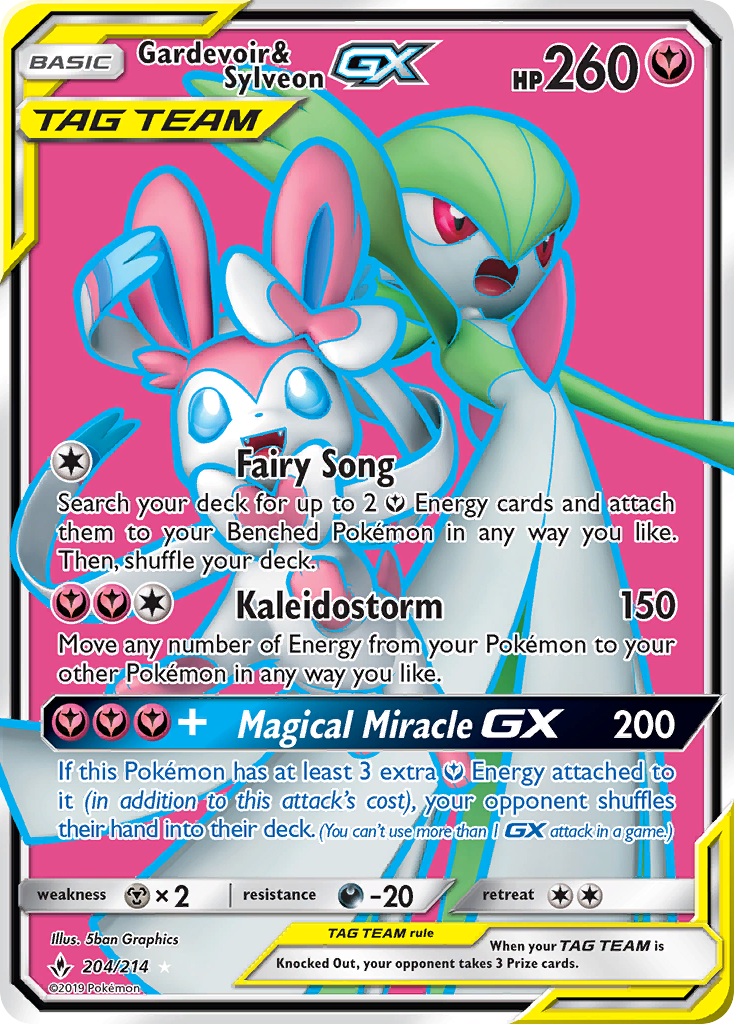 BASIC
Gardevoir&
Sylveon GX
HP 260
TAG TEAM
Fairy Song
Search your deck for up to 2 Energy cards and attach
them to your Benched Pokémon in any way you like.
Then, shuffle your deck.
Kaleidostorm 150
Move any number of Energy from your Pokémon to your
other Pokémon in any way you like.
+ Magical Miracle GX 200
If this Pokémon has at least 3 extra Energy attached to
it (in addition to this attack's cost), your opponent shuffles
their hand into their deck. (You can't use more than 1 GX attack in a game.)
weakness ×2 resistance -20 retreat
Illus. 5ban Graphics
204/214
©2019 Pokémon
TAG TEAM rule
When your TAG TEAM is
Knocked Out, your opponent takes 3 Prize cards.